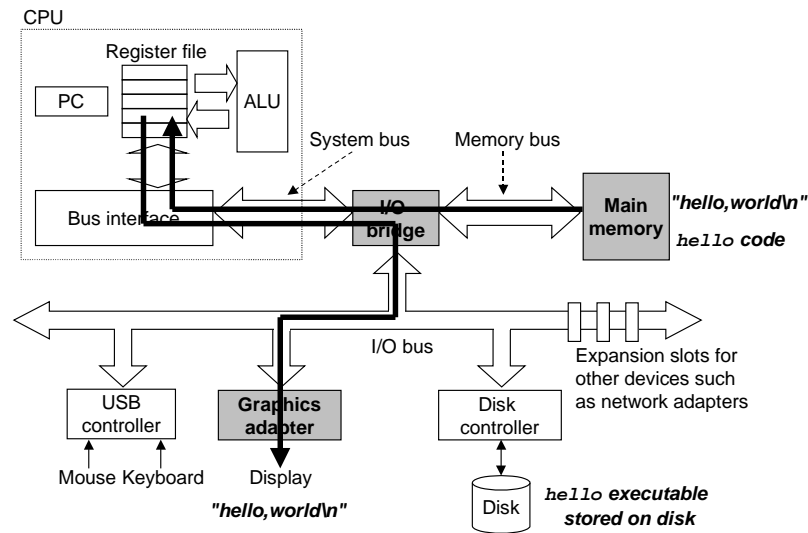 CPU
Register file
PC
ALU
System bus
Memory bus
Bus interface
I/O
bridge
Main
memory
"hello,world\n"
hello code
I/O bus
Expansion slots for
other devices such
as network adapters
USB
controller
Graphics
adapter
Disk
controller
Mouse Keyboard
Display
"hello,world\n"
Disk
hello executable
stored on disk